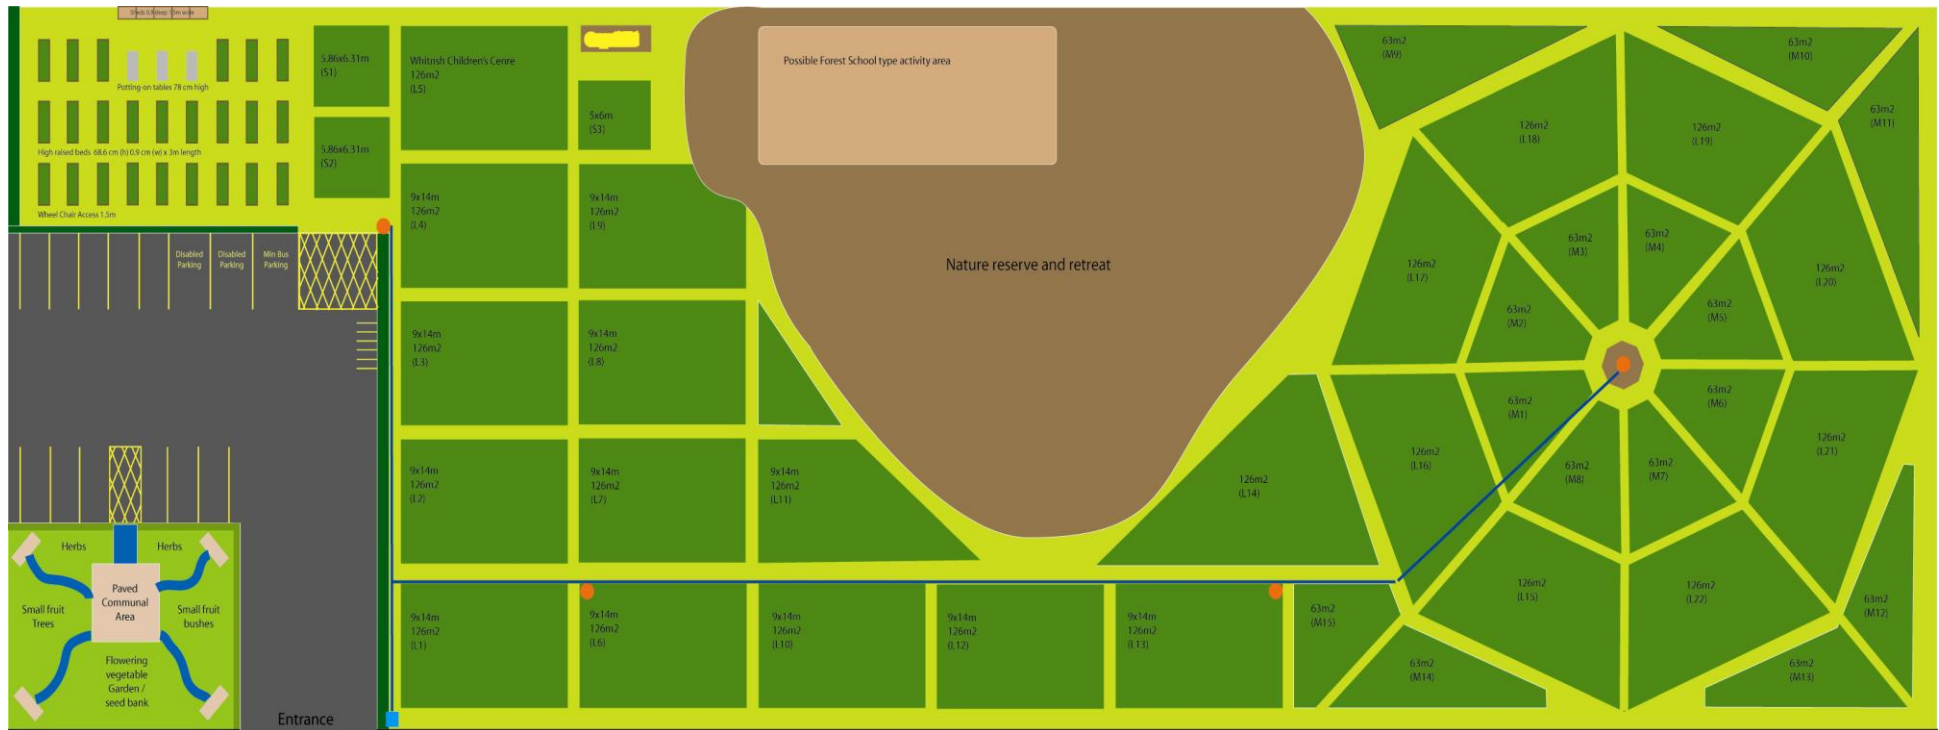 Sheds 0.9 deep 1.5m wide
Potting-on tables 78 cm high
High raised beds 68.6 cm (h) 0.9 cm (w) x 3m length
Wheel Chair Access 1.5m
5.86x6.31m
(S1)
5.86x6.31m
(S2)
Whitnsh Children's Cenre
126m2
(L5)
5x6m
(S3)
Possible Forest School type activity area
Nature reserve and retreat
9x14m
126m2
(L4)
9x14m
126m2
(L9)
9x14m
126m2
(L3)
9x14m
126m2
(L8)
9x14m
126m2
(L2)
9x14m
126m2
(L7)
9x14m
126m2
(L11)
126m2
(L14)
9x14m
126m2
(L1)
9x14m
126m2
(L6)
9x14m
126m2
(L10)
9x14m
126m2
(L12)
9x14m
126m2
(L13)
63m2
(M15)
63m2
(M14)
63m2
(M9)
63m2
(M10)
63m2
(M11)
126m2
(L18)
126m2
(L19)
126m2
(L17)
126m2
(L20)
63m2
(M3)
63m2
(M4)
63m2
(M2)
63m2
(M5)
63m2
(M1)
63m2
(M6)
63m2
(M8)
63m2
(M7)
126m2
(L16)
126m2
(L21)
126m2
(L15)
126m2
(L22)
63m2
(M12)
63m2
(M13)
Disabled
Parking
Disabled
Parking
Min Bus
Parking
Herbs
Herbs
Paved
Communal
Area
Small fruit
Trees
Small fruit
bushes
Flowering
vegetable
Garden /
seed bank
Entrance